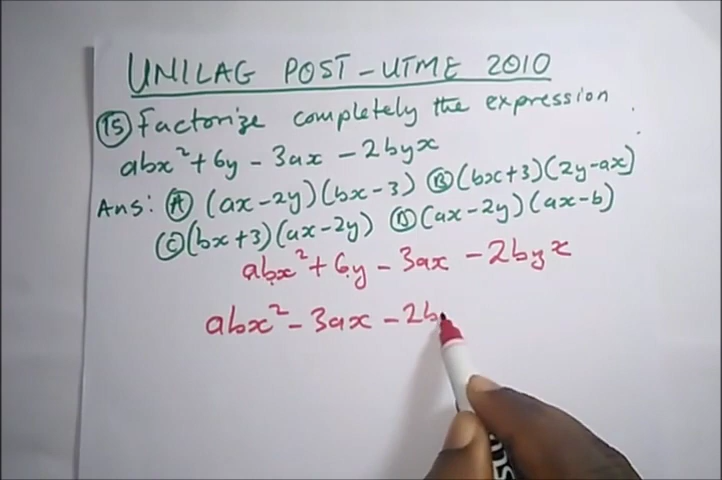 UNILAG POST-UTME 2010
(15) Factorize completely the expression
abx² + 6y - 3ax - 2byx
Ans: (A) (ax-2y)(bx-3) (B) (bx+3)(2y-ax)
(C) (bx+3)(ax-2y) (D) (ax-2y)(ax-b)
abx² + 6y - 3ax - 2byx
abx² - 3ax - 2b